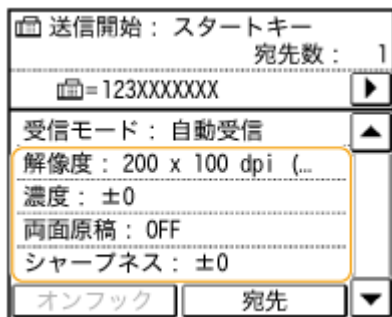 送信開始： スタートキー
宛先数： 1
=123XXXXXXX
受信モード： 自動受信
解像度： 200 x 100 dpi (...
濃度： ±0
両面原稿： OFF
シャープネス： ±0
オンフック 宛先